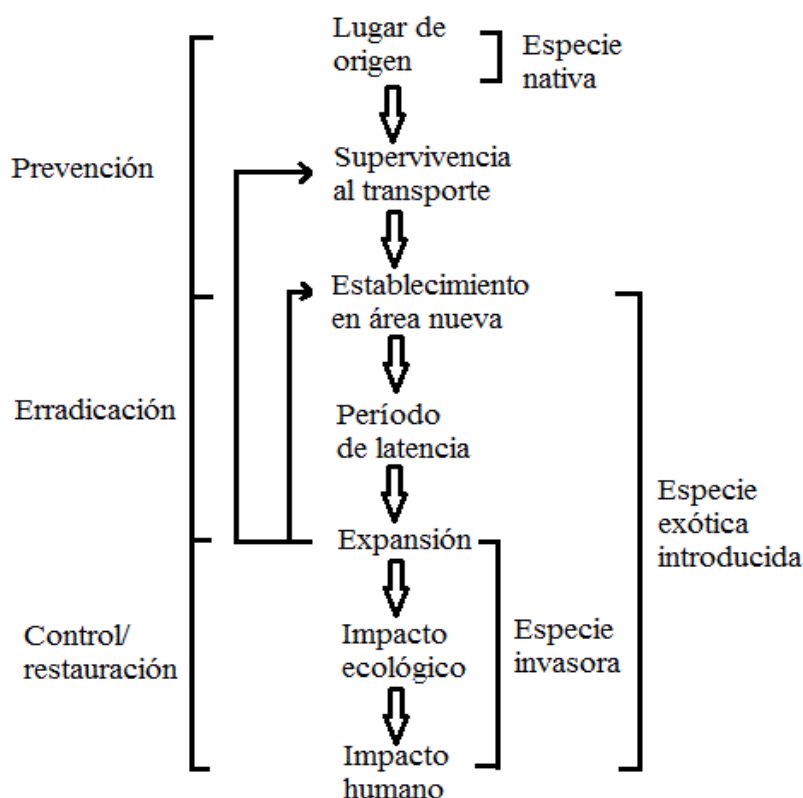 Lugar de
origen
Especie
nativa
Prevención
Supervivencia
al transporte
Establecimiento
en área nueva
Erradicación
Período
de latencia
Especie
exótica
introducida
Expansión
Control/
restauración
Impacto
ecológico
Especie
invasora
Impacto
humano